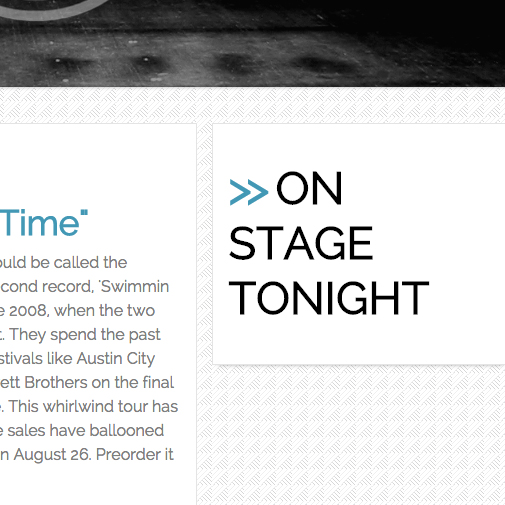 Time"
ould be called the
cond record, 'Swimmin
e 2008, when the two
t. They spend the past
stivals like Austin City
ett Brothers on the final
. This whirlwind tour has
e sales have ballooned
n August 26. Preorder it
>> ON
STAGE
TONIGHT